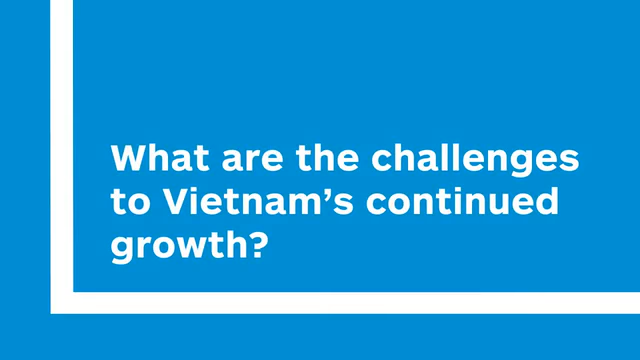 What are the challenges
to Vietnam’s continued
growth?